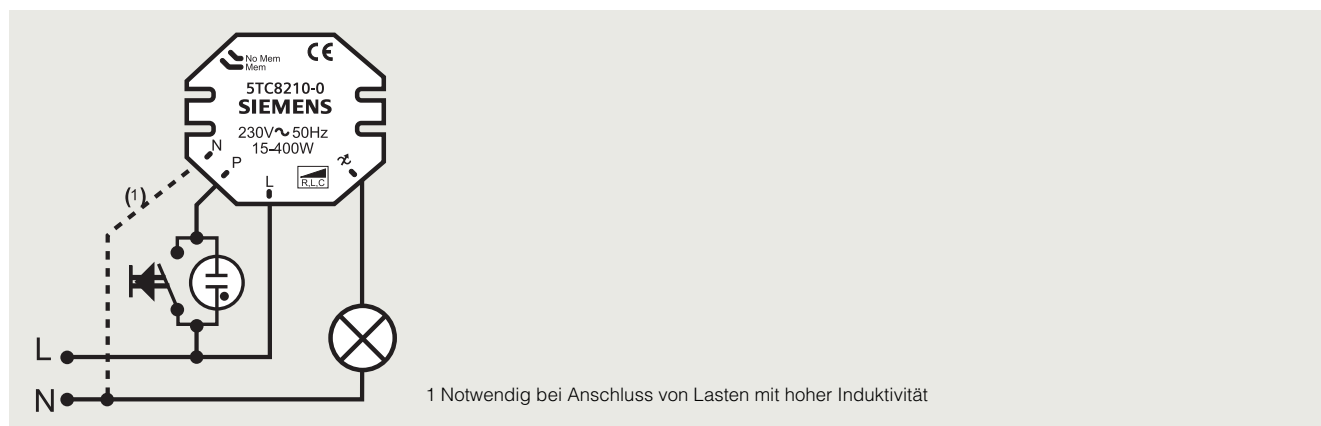 No Mem
Mem
CE
5TC8210-0
SIEMENS
230V~ 50Hz
15-400W
N
P
L
R,L,C
(1)
L
N
1 Notwendig bei Anschluss von Lasten mit hoher Induktivität